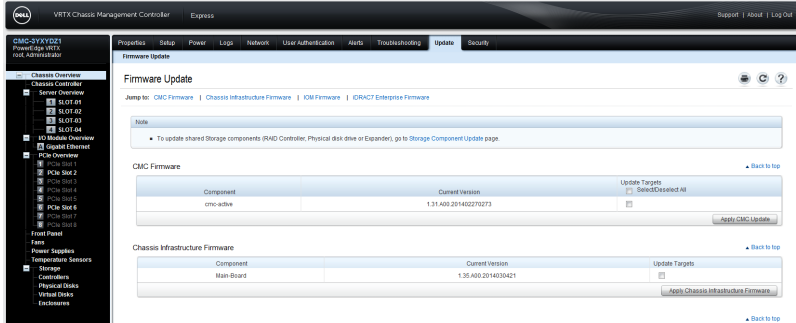 DELL
VRTX Chassis Management Controller
Express
Support | About | Log Out
CMC-3YXYDZ1
PowerEdge VRTX
root, Administrator
Properties Setup Power Logs Network User Authentication Alerts Troubleshooting Update Security
Firmware Update
Chassis Overview
Chassis Controller
Server Overview
1 SLOT-01
2 SLOT-02
3 SLOT-03
4 SLOT-04
I/O Module Overview
A Gigabit Ethernet
PCIe Overview
1 PCIe Slot 1
2 PCIe Slot 2
3 PCIe Slot 3
4 PCIe Slot 4
5 PCIe Slot 5
6 PCIe Slot 6
7 PCIe Slot 7
8 PCIe Slot 8
Front Panel
Fans
Power Supplies
Temperature Sensors
Storage
Controllers
Physical Disks
Virtual Disks
Enclosures
Firmware Update
Jump to: CMC Firmware | Chassis Infrastructure Firmware | IOM Firmware | iDRAC7 Enterprise Firmware
Note
To update shared Storage components (RAID Controller, Physical disk drive or Expander), go to Storage Component Update page.
CMC Firmware
Back to top
Component Current Version Update Targets
Select/Deselect All
cmc-active 1.31.A00.201402270273
Apply CMC Update
Chassis Infrastructure Firmware
Back to top
Component Current Version Update Targets
Main-Board 1.35.A00.2014030421
Apply Chassis Infrastructure Firmware
Back to top